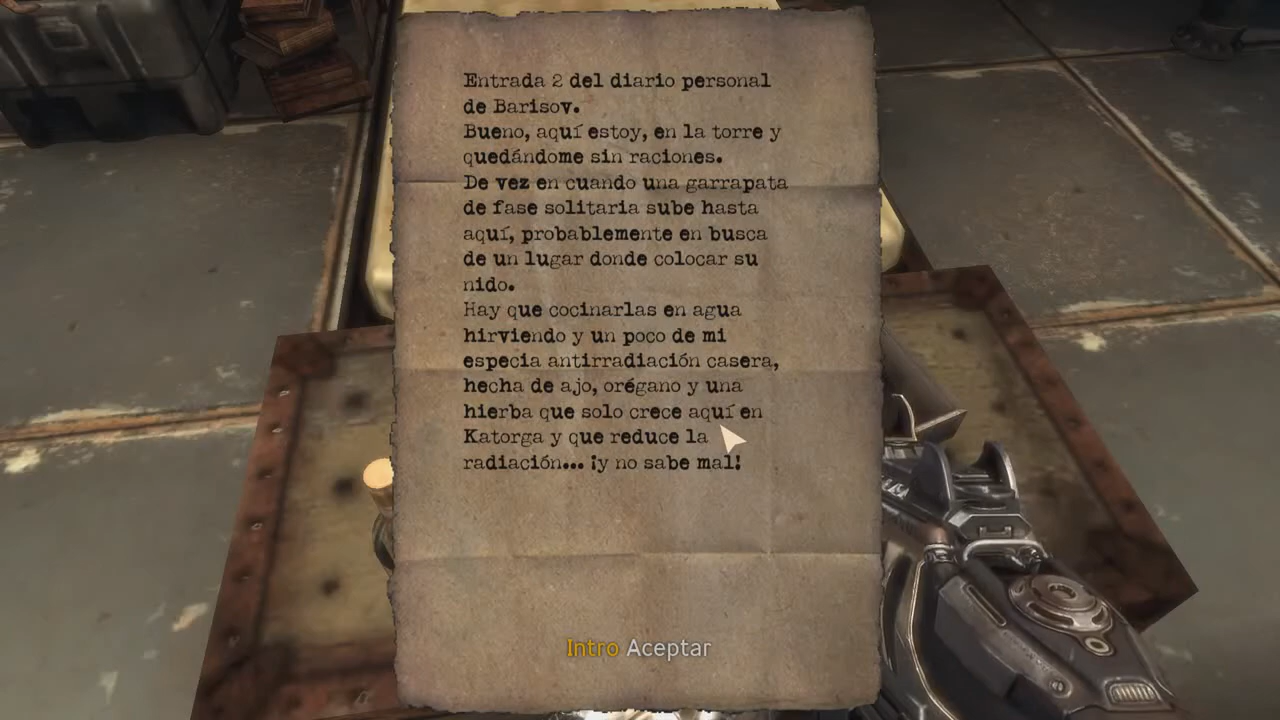 Entrada 2 del diario personal
de Barisov.
Bueno, aquí estoy, en la torre y
quedándome sin raciones.
De vez en cuando una garrapata
de fase solitaria sube hasta
aquí, probablemente en busca
de un lugar donde colocar su
nido.
Hay que cocinarlas en agua
hirviendo y un poco de mi
especia antirradiación casera,
hecha de ajo, orégano y una
hierba que solo crece aquí en
Katorga y que reduce la
radiación... ¡y no sabe mal!
Intro Aceptar